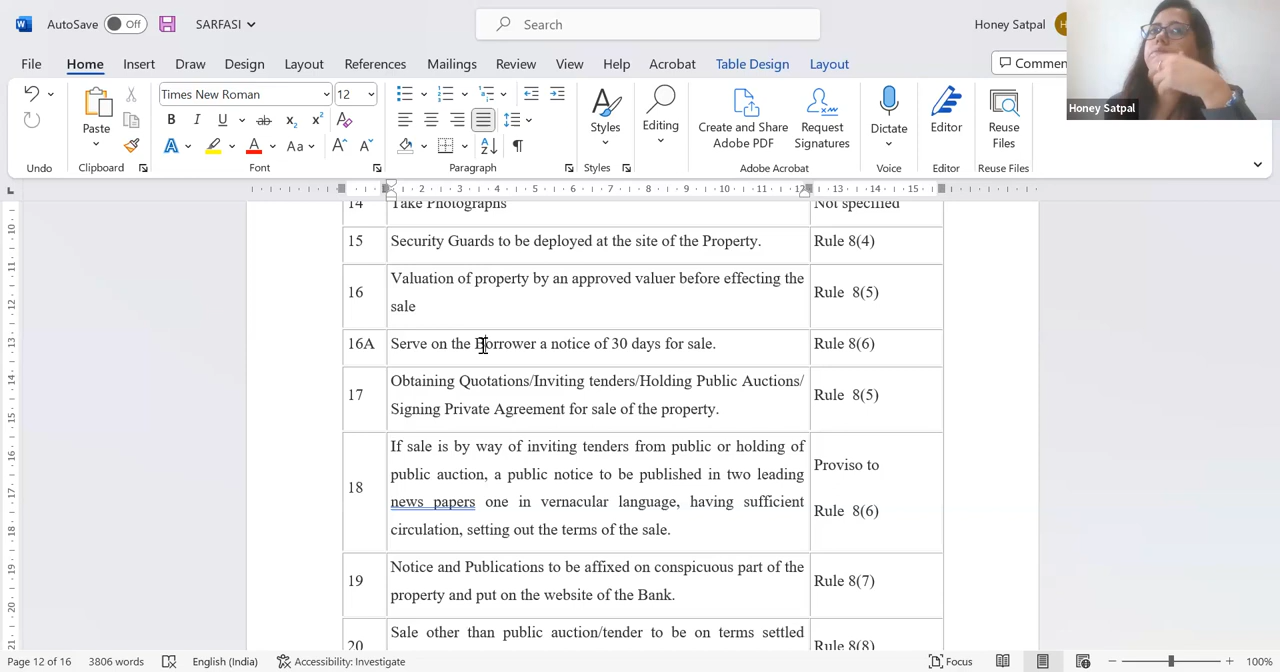 AutoSave Off SARFASI Search Honey Satpal H
File Home Insert Draw Design Layout References Mailings Review View Help Acrobat Table Design Layout
Honey Satpal
Times New Roman 12
Paste Styles Editing Create and Share Adobe PDF Request Signatures Dictate Editor Reuse Files
Undo Clipboard Font Paragraph Styles Adobe Acrobat Voice Editor Reuse Files
14 Take Photographs Not specified
15 Security Guards to be deployed at the site of the Property. Rule 8(4)
16 Valuation of property by an approved valuer before effecting the
sale Rule 8(5)
16A Serve on the Borrower a notice of 30 days for sale. Rule 8(6)
17 Obtaining Quotations/Inviting tenders/Holding Public Auctions/
Signing Private Agreement for sale of the property. Rule 8(5)
18 If sale is by way of inviting tenders from public or holding of
public auction, a public notice to be published in two leading
news papers one in vernacular language, having sufficient
circulation, setting out the terms of the sale.
Proviso to
Rule 8(6)
19 Notice and Publications to be affixed on conspicuous part of the
property and put on the website of the Bank. Rule 8(7)
20 Sale other than public auction/tender to be on terms settled
Rule 8(8)
Page 12 of 16 3806 words English (India) Accessibility: Investigate Focus 100%